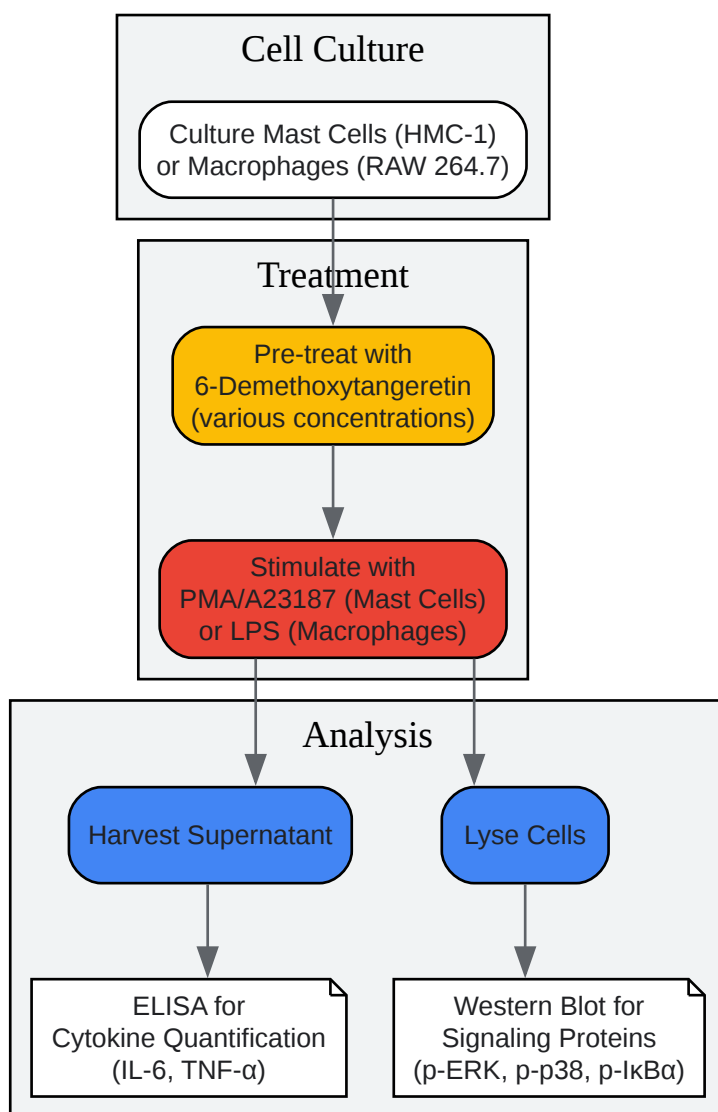 Cell Culture
Culture Mast Cells (HMC-1)
or Macrophages (RAW 264.7)
Treatment
Pre-treat with
6-Demethoxytangeretin
(various concentrations)
Stimulate with
PMA/A23187 (Mast Cells)
or LPS (Macrophages)
Analysis
Harvest Supernatant
Lyse Cells
ELISA for
Cytokine Quantification
(IL-6, TNF-α)
Western Blot for
Signaling Proteins
(p-ERK, p-p38, p-IκBα)